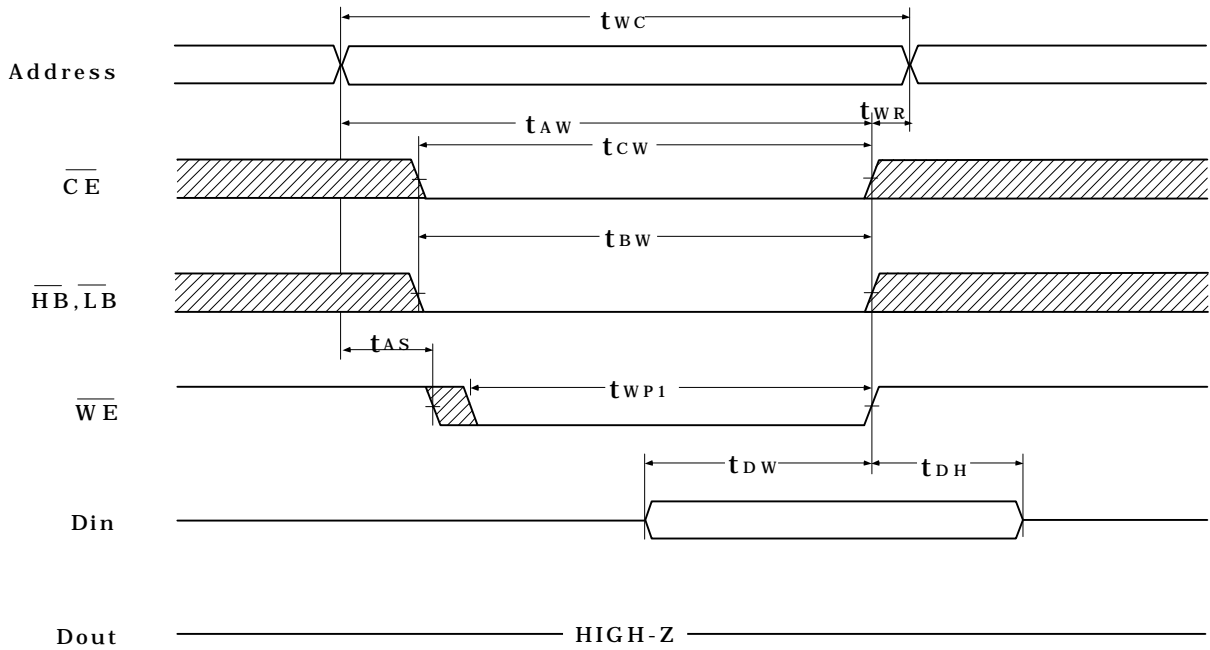 tWC
Address
tWR
tAW
tCW
CE
tBW
HB,LB
tAS
tWP1
WE
tDW
tDH
Din
Dout
HIGH-Z